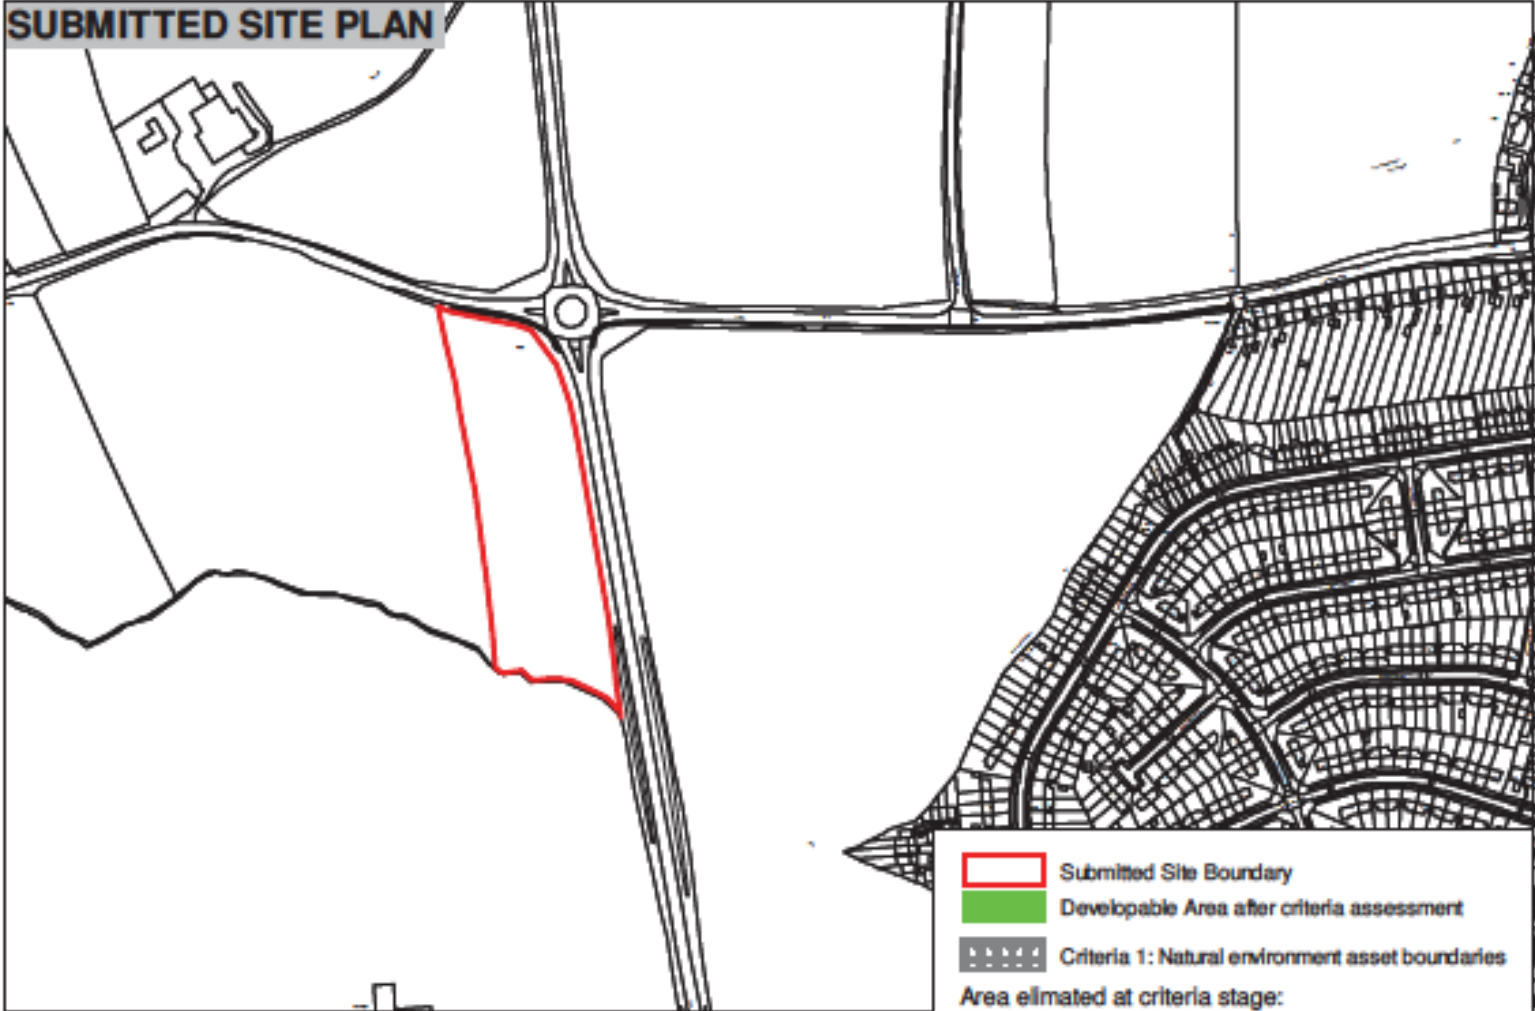 SUBMITTED SITE PLAN
Submitted Site Boundary
Developable Area after criteria assessment
Criteria 1: Natural environment asset boundaries
Area elimated at criteria stage: